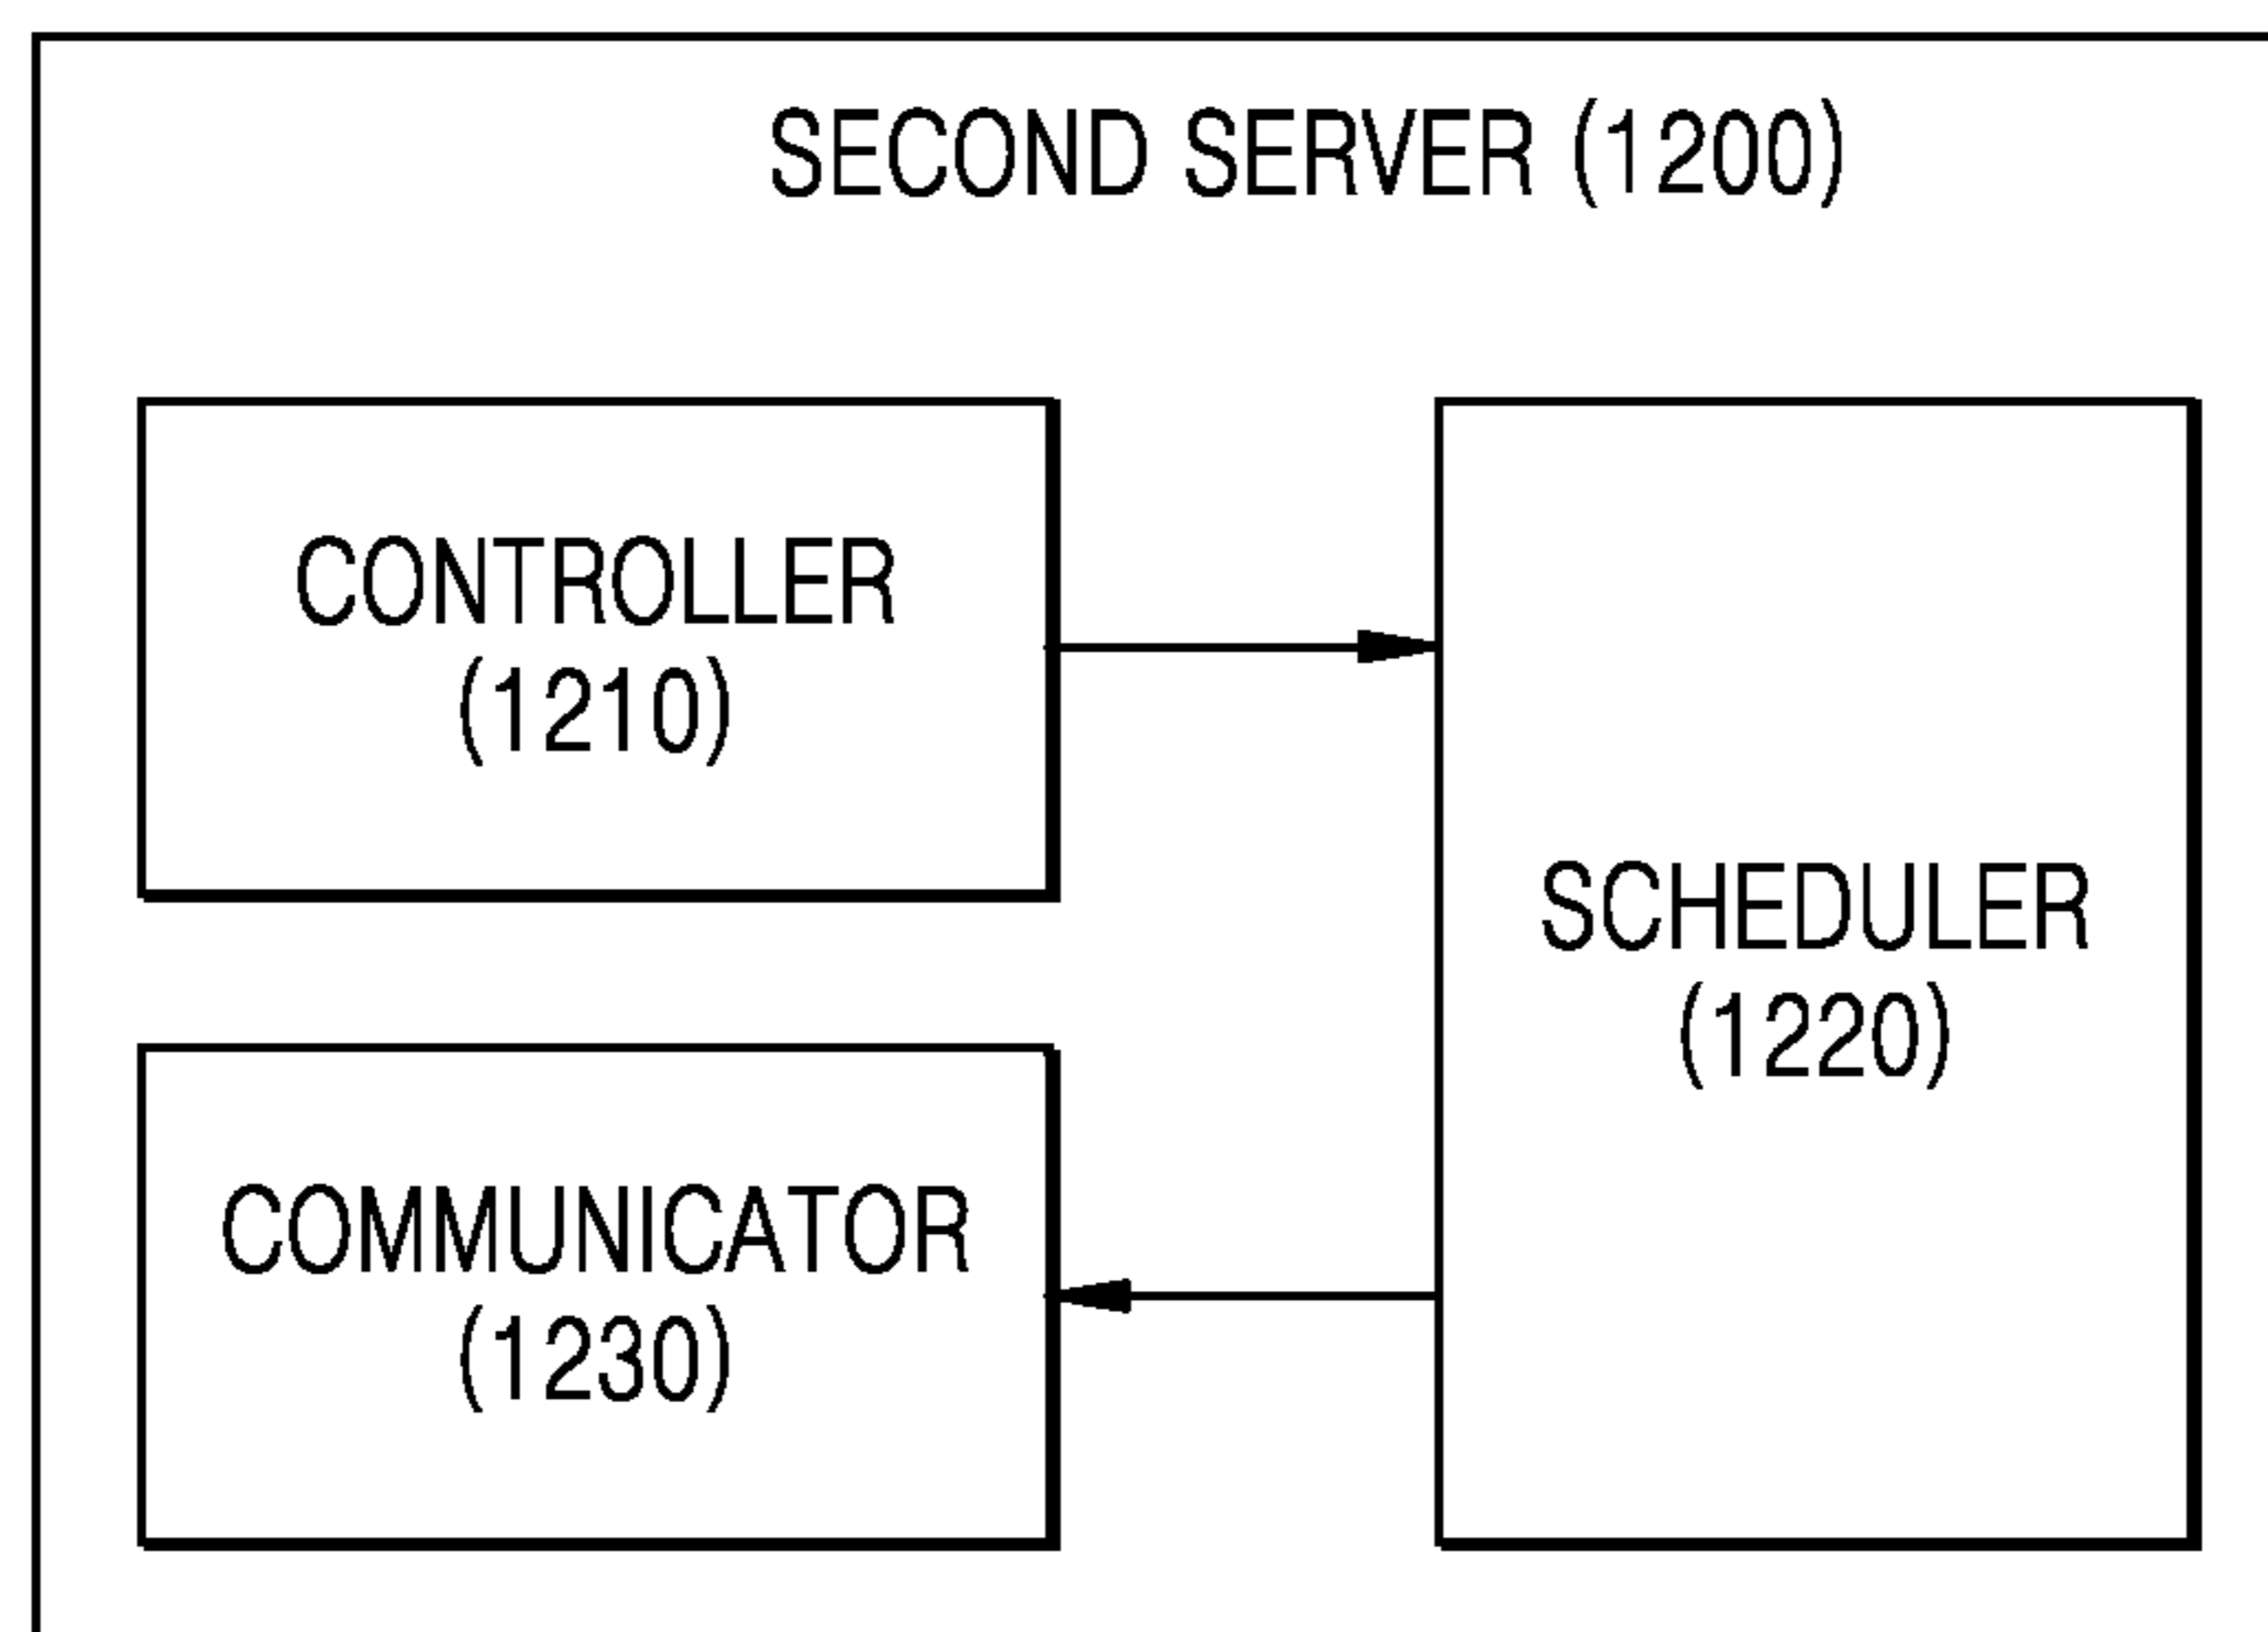 SECOND SERVER (1200)
CONTROLLER
(1210)
SCHEDULER
(1220)
COMMUNICATOR
(1230)